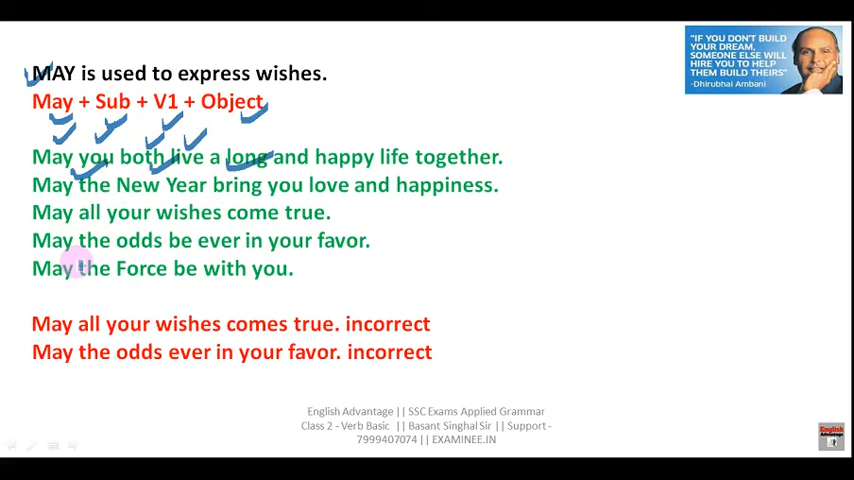 MAY is used to express wishes.
May + Sub + V1 + Object
"IF YOU DON'T BUILD
YOUR DREAM,
SOMEONE ELSE WILL
HIRE YOU TO HELP
THEM BUILD THEIRS"
-Dhirubhai Ambani
May you both live a long and happy life together.
May the New Year bring you love and happiness.
May all your wishes come true.
May the odds be ever in your favor.
May the Force be with you.
May all your wishes comes true. incorrect
May the odds ever in your favor. incorrect
English Advantage || SSC Exams Applied Grammar
Class 2 - Verb Basic || Basant Singhal Sir || Support -
7999407074 || EXAMINEE.IN
English
Advantage